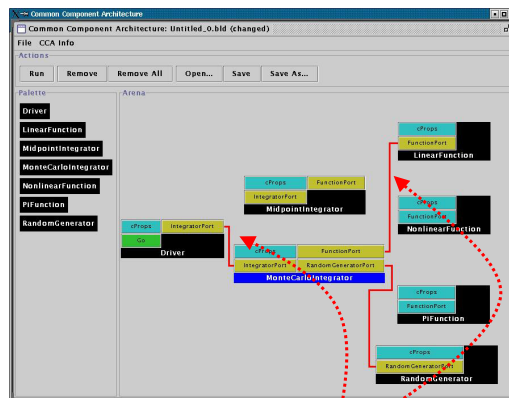 Common Component Architecture
Common Component Architecture: Untitled_0.bld (changed)
File CCA Info
Actions
Run Remove Remove All Open... Save Save As...
Palette
Driver
LinearFunction
MidpointIntegrator
MonteCarloIntegrator
NonlinearFunction
PiFunction
RandomGenerator
Arena
cProps
FunctionPort
LinearFunction
cProps FunctionPort
IntegratorPort
MidpointIntegrator
cProps
FunctionPort
NonlinearFunction
cProps IntegratorPort
Go
Driver
cProps FunctionPort
IntegratorPort RandomGeneratorPort
MonteCarloIntegrator
cProps
FunctionPort
PiFunction
cProps
RandomGeneratorPort
RandomGenerator